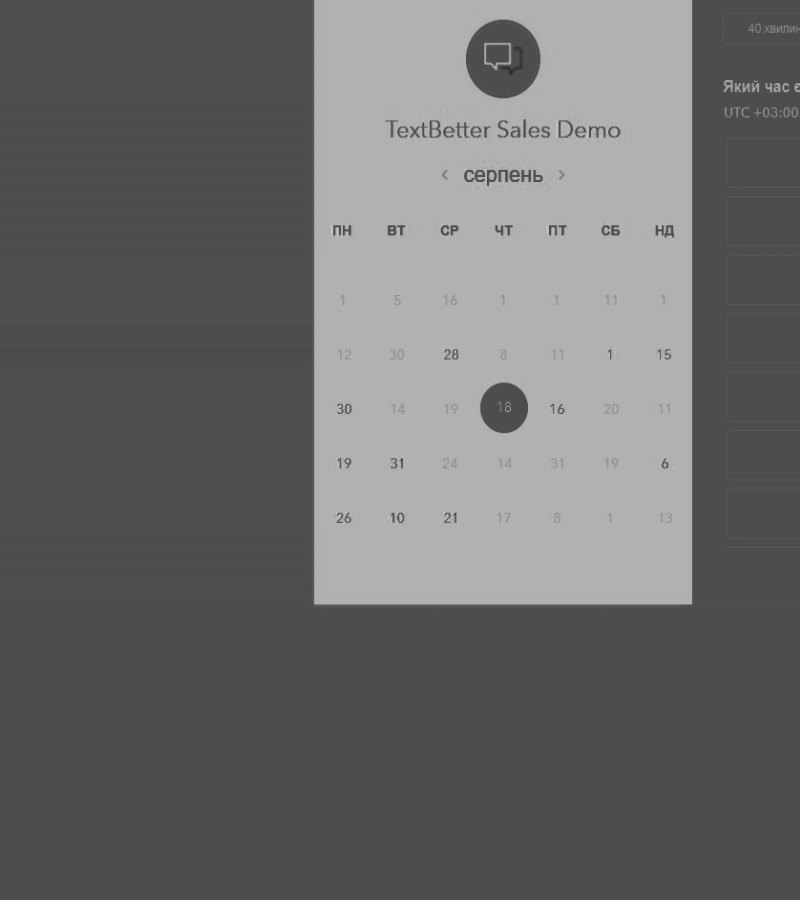 40 хвилин
TextBetter Sales Demo
серпень
Який час є
UTC +03:00
ПН ВТ СР ЧТ ПТ СБ НД
1 5 16 1 1 11 1
12 30 28 8 11 1 15
30 14 19 18 16 20 11
19 31 24 14 31 19 6
26 10 21 17 8 1 13